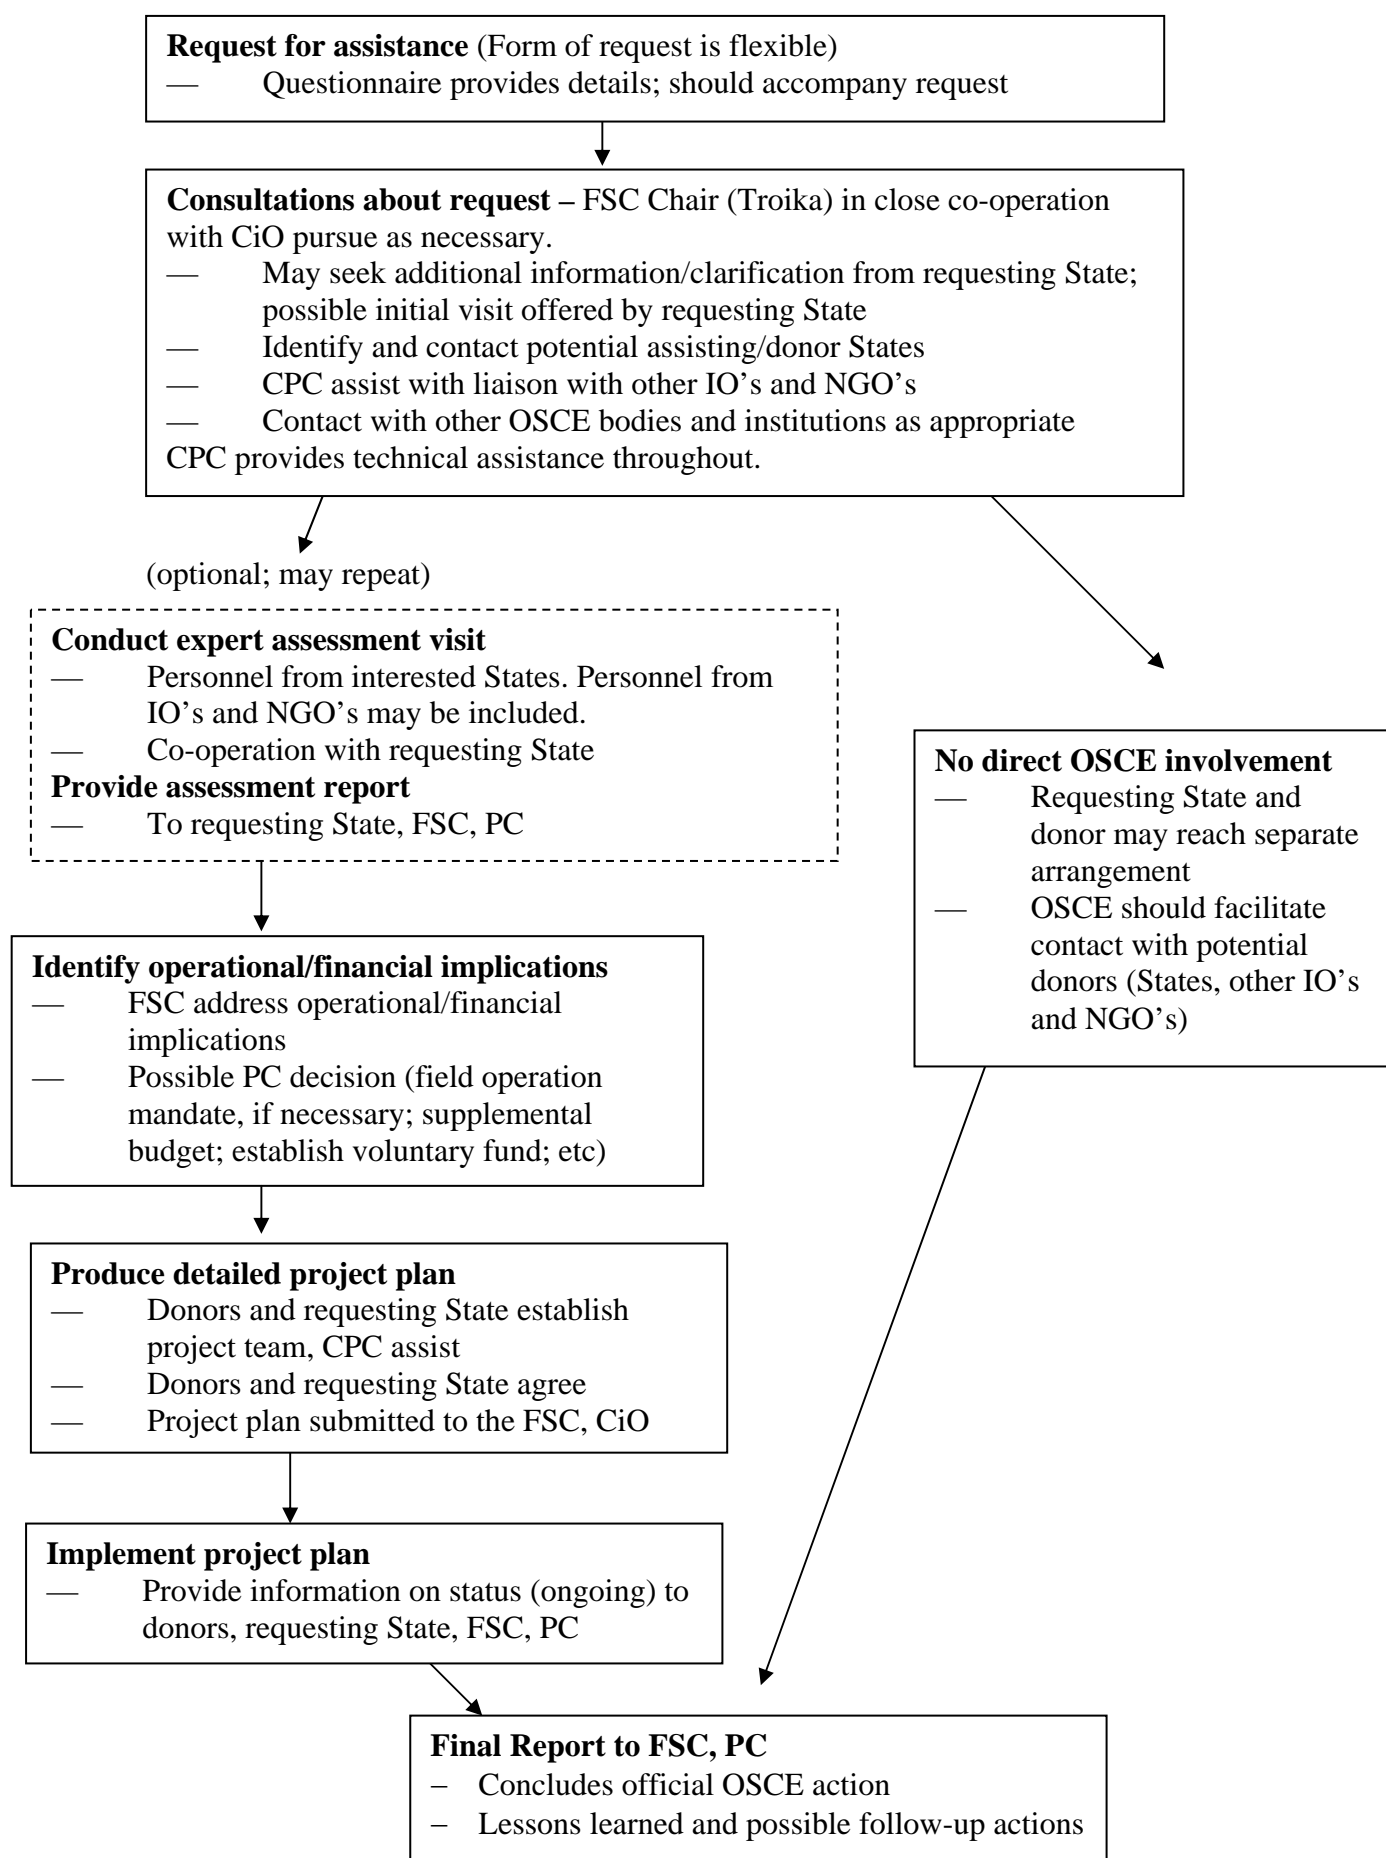 Request for assistance (Form of request is flexible)
— Questionnaire provides details; should accompany request
Consultations about request – FSC Chair (Troika) in close co-operation
with CiO pursue as necessary.
— May seek additional information/clarification from requesting State;
possible initial visit offered by requesting State
— Identify and contact potential assisting/donor States
— CPC assist with liaison with other IO’s and NGO’s
— Contact with other OSCE bodies and institutions as appropriate
CPC provides technical assistance throughout.
(optional; may repeat)
Conduct expert assessment visit
— Personnel from interested States. Personnel from
IO’s and NGO’s may be included.
— Co-operation with requesting State
Provide assessment report
— To requesting State, FSC, PC
No direct OSCE involvement
— Requesting State and
donor may reach separate
arrangement
— OSCE should facilitate
contact with potential
donors (States, other IO’s
and NGO’s)
Identify operational/financial implications
— FSC address operational/financial
implications
— Possible PC decision (field operation
mandate, if necessary; supplemental
budget; establish voluntary fund; etc)
Produce detailed project plan
— Donors and requesting State establish
project team, CPC assist
— Donors and requesting State agree
— Project plan submitted to the FSC, CiO
Implement project plan
— Provide information on status (ongoing) to
donors, requesting State, FSC, PC
Final Report to FSC, PC
– Concludes official OSCE action
– Lessons learned and possible follow-up actions